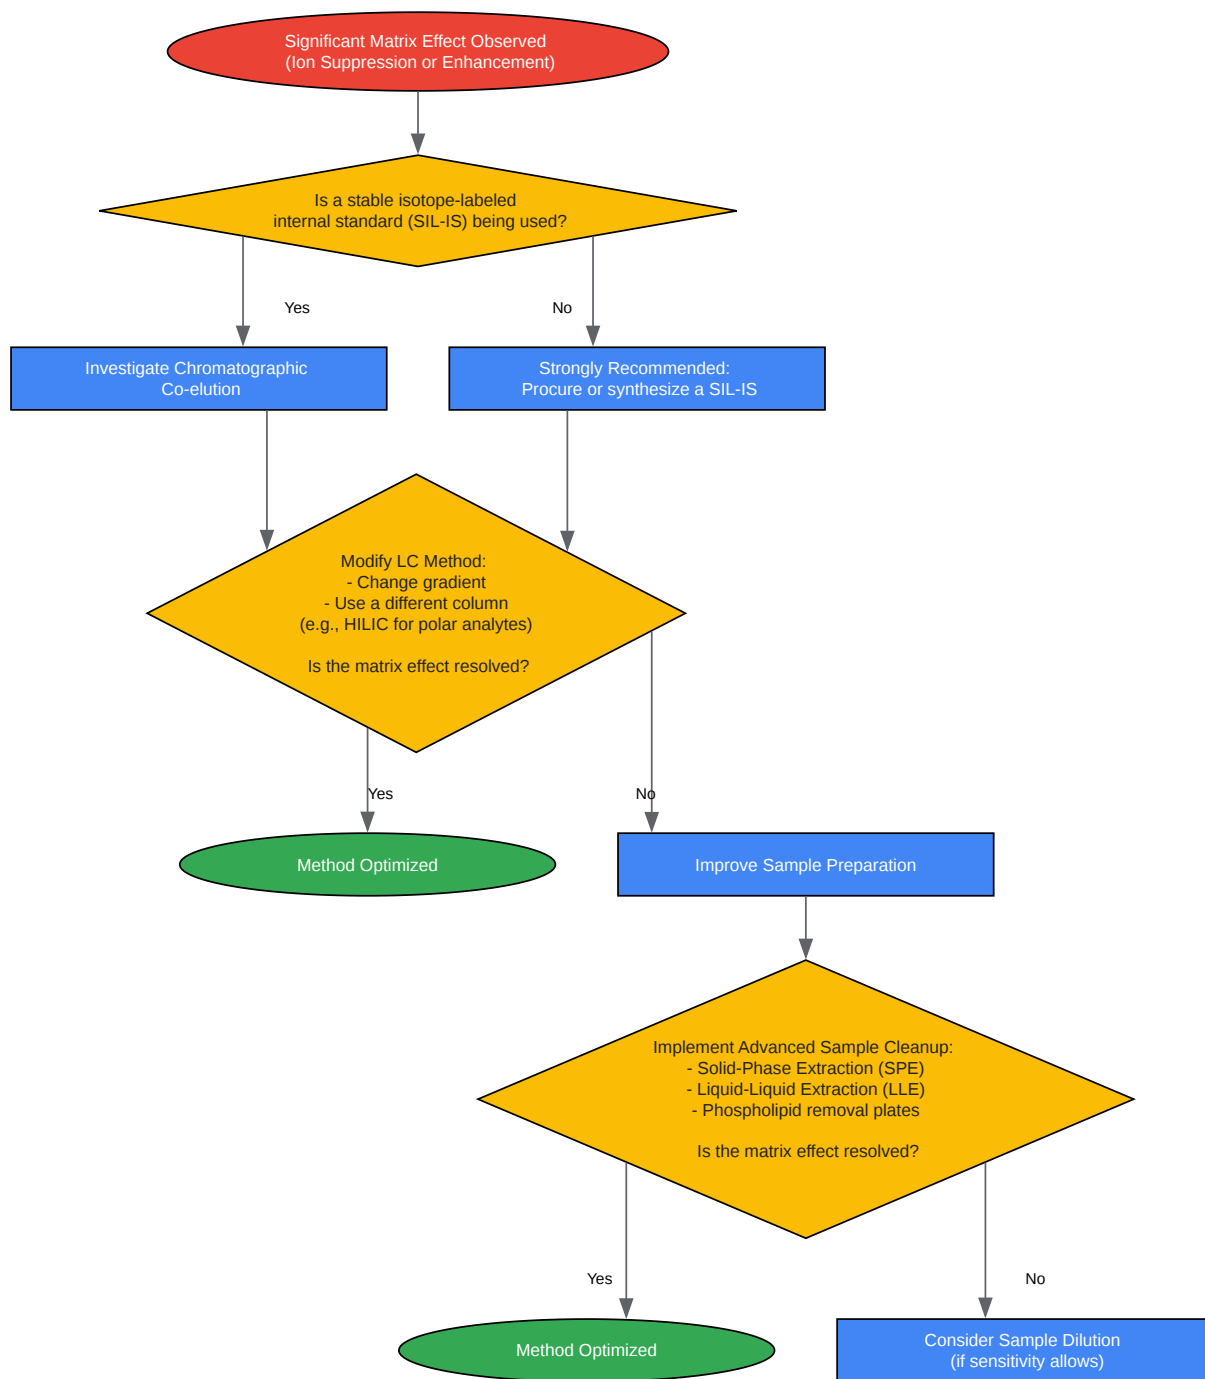 Significant Matrix Effect Observed
(Ion Suppression or Enhancement)
Is a stable isotope-labeled
internal standard (SIL-IS) being used?
Yes
No
Investigate Chromatographic
Co-elution
Strongly Recommended:
Procure or synthesize a SIL-IS
Modify LC Method:
- Change gradient
- Use a different column
(e.g., HILIC for polar analytes)
Is the matrix effect resolved?
Yes
No
Method Optimized
Improve Sample Preparation
Implement Advanced Sample Cleanup:
- Solid-Phase Extraction (SPE)
- Liquid-Liquid Extraction (LLE)
- Phospholipid removal plates
Is the matrix effect resolved?
Yes
No
Method Optimized
Consider Sample Dilution
(if sensitivity allows)